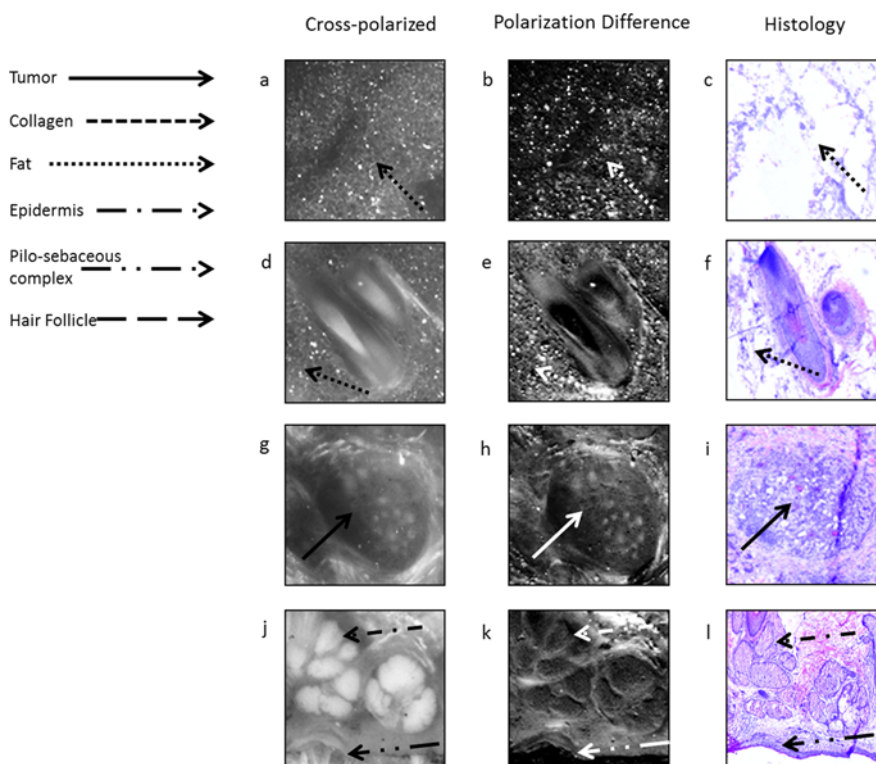 Cross-polarized Polarization Difference Histology
Tumor
Collagen
Fat
Epidermis
Pilo-sebaceous
complex
Hair Follicle
a b c
d e f
g h i
j k l